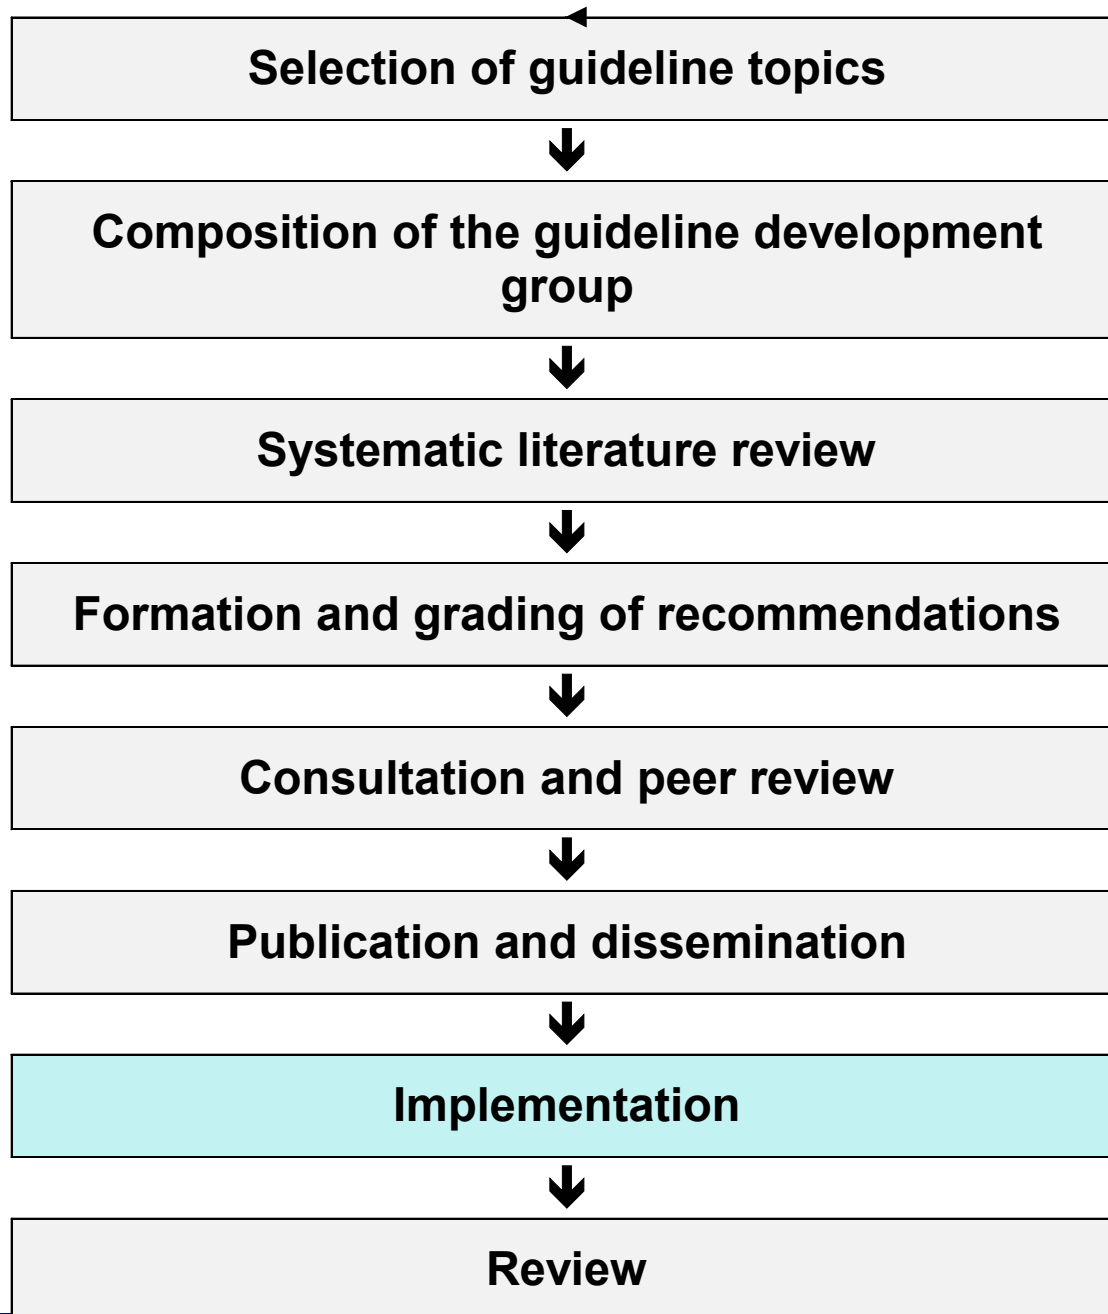 Selection of guideline topics
Composition of the guideline development
group
Systematic literature review
Formation and grading of recommendations
Consultation and peer review
Publication and dissemination
Implementation
Review